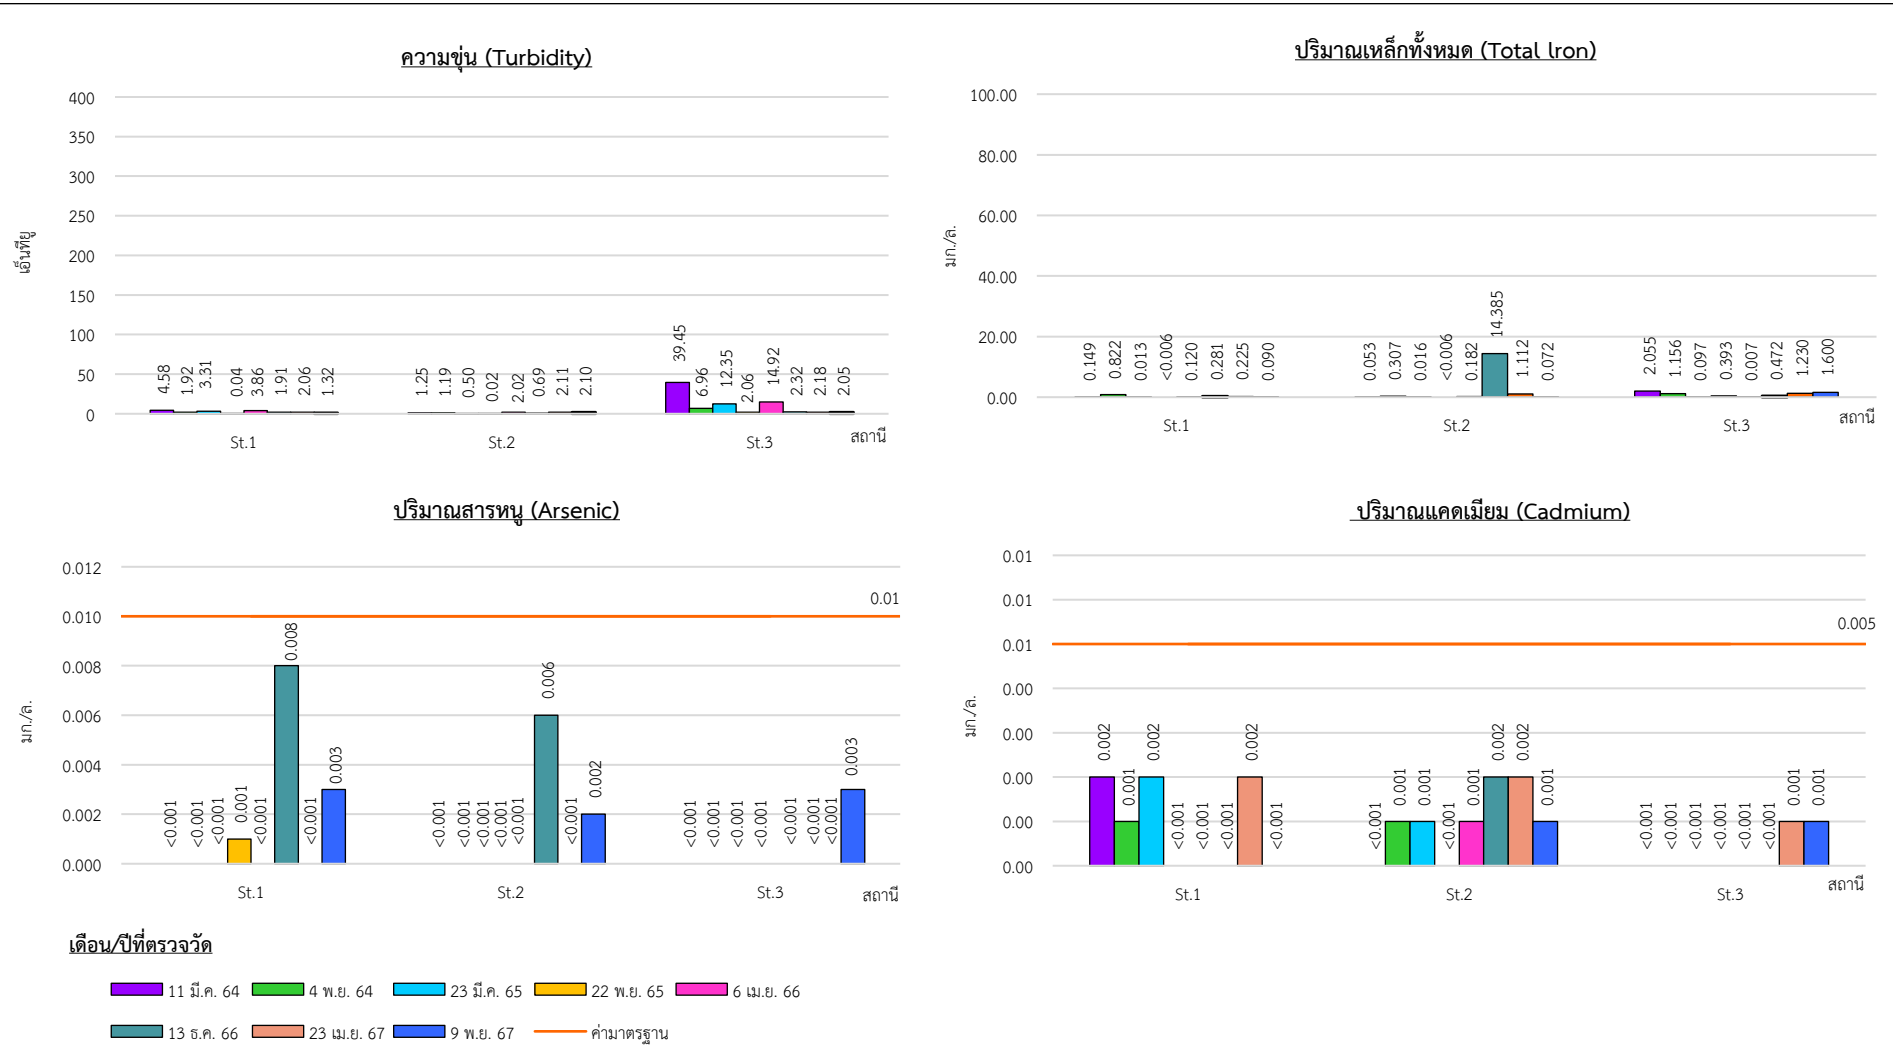 ความขุ่น (Turbidity)
400
350
300
250
200
150
100
50
0
เอ็นทียู
4.58 1.92 3.31 0.04 3.86 1.91 2.06 1.32
1.25 1.19 0.50 0.02 2.02 0.69 2.11 2.10
39.45 6.96 12.35 2.06 14.92 2.32 2.18 2.05
St.1 St.2 St.3 สถานี
ปริมาณเหล็กทั้งหมด (Total lron)
100.00
80.00
60.00
40.00
20.00
0.00
มก./ล.
0.149 0.822 0.013 <0.006 0.120 0.281 0.225 0.090
0.053 0.307 0.016 <0.006 0.182 14.385 1.112 0.072
2.055 1.156 0.097 0.393 0.007 0.472 1.230 1.600
St.1 St.2 St.3 สถานี
ปริมาณสารหนู (Arsenic)
0.012
0.010
0.008
0.006
0.004
0.002
0.000
มก./ล.
0.01
<0.001 <0.001 <0.001 0.001 <0.001 0.008 <0.001 0.003
<0.001 <0.001 <0.001 <0.001 <0.001 0.006 <0.001 0.002
<0.001 <0.001 <0.001 <0.001 <0.001 <0.001 <0.001 0.003
St.1 St.2 St.3 สถานี
ปริมาณแคดเมียม (Cadmium)
0.01
0.01
0.01
0.00
0.00
0.00
0.00
0.00
มก./ล.
0.005
0.002 0.001 0.002 <0.001 <0.001 <0.001 0.002 <0.001
<0.001 0.001 0.001 <0.001 0.001 0.002 0.002 0.001
<0.001 <0.001 <0.001 <0.001 <0.001 <0.001 0.001 0.001
St.1 St.2 St.3 สถานี
เดือน/ปีที่ตรวจวัด
11 มี.ค. 64 4 พ.ย. 64 23 มี.ค. 65 22 พ.ย. 65 6 เม.ย. 66
13 ธ.ค. 66 23 เม.ย. 67 9 พ.ย. 67 ค่ามาตรฐาน